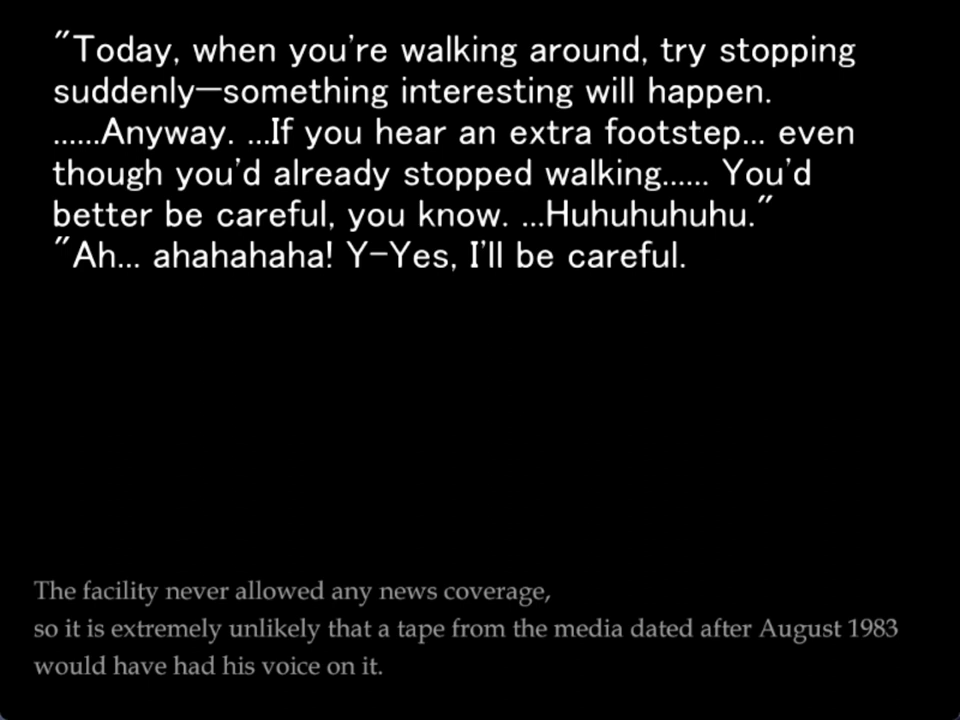 "Today, when you're walking around, try stopping
suddenly—something interesting will happen.
......Anyway. ...If you hear an extra footstep... even
though you'd already stopped walking...... You'd
better be careful, you know. ...Huhuhuhuhu."
"Ah... ahahahaha! Y-Yes, I'll be careful.
The facility never allowed any news coverage,
so it is extremely unlikely that a tape from the media dated after August 1983
would have had his voice on it.